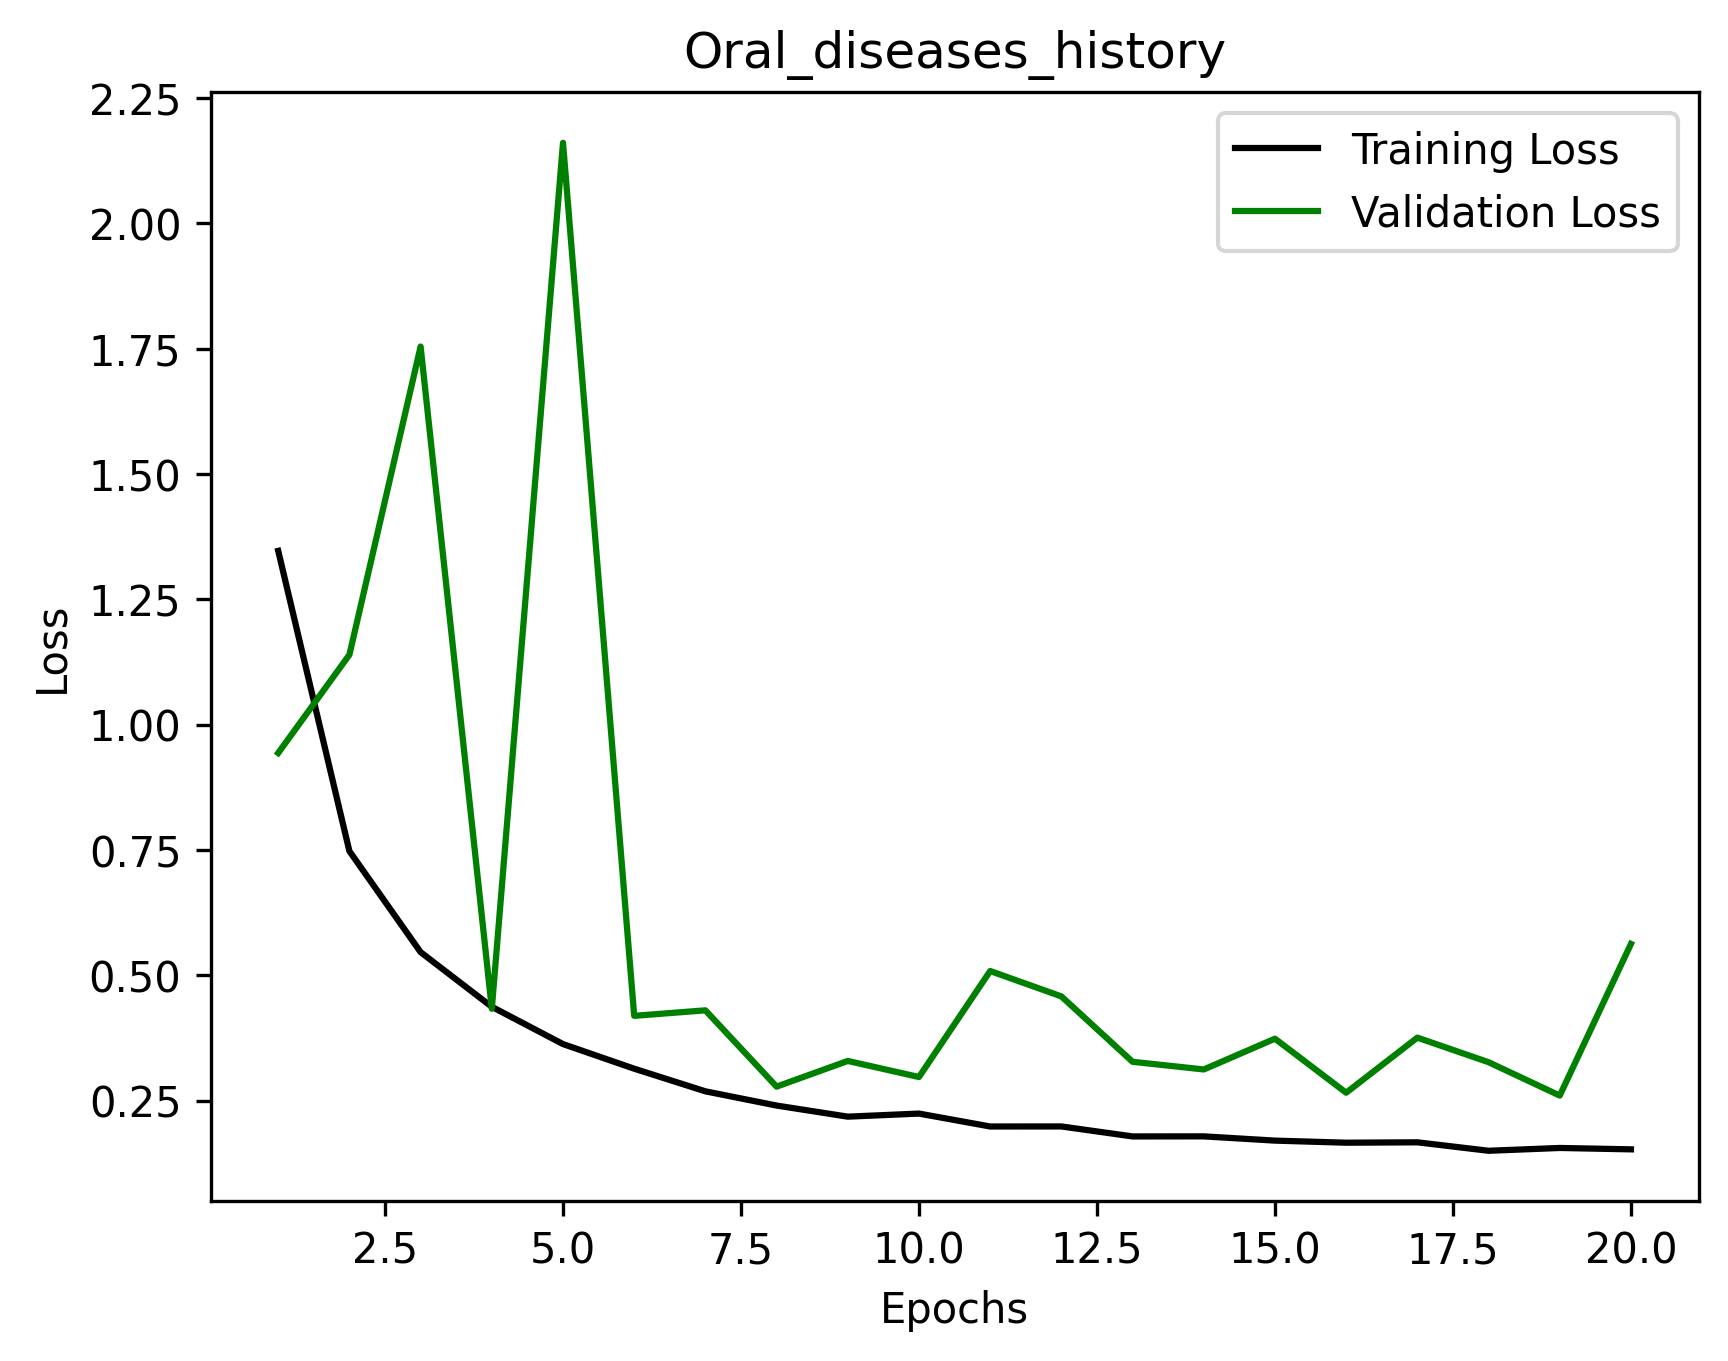 Oral_diseases_history
Training Loss
Validation Loss
2.25
2.00
1.75
1.50
1.25
1.00
0.75
0.50
0.25
Loss
2.5 5.0 7.5 10.0 12.5 15.0 17.5 20.0
Epochs